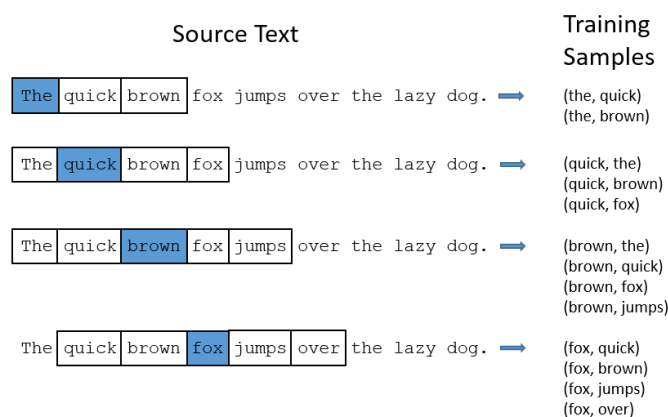 Source Text
Training
Samples
The quick brown fox jumps over the lazy dog.
(the, quick)
(the, brown)
The quick brown fox jumps over the lazy dog.
(quick, the)
(quick, brown)
(quick, fox)
The quick brown fox jumps over the lazy dog.
(brown, the)
(brown, quick)
(brown, fox)
(brown, jumps)
The quick brown fox jumps over the lazy dog.
(fox, quick)
(fox, brown)
(fox, jumps)
(fox, over)